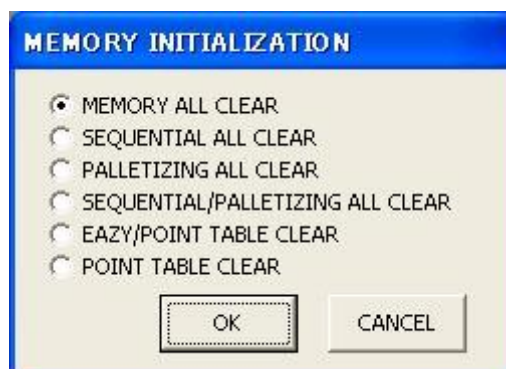 MEMORY INITIALIZATION
MEMORY ALL CLEAR
SEQUENTIAL ALL CLEAR
PALLETIZING ALL CLEAR
SEQUENTIAL/PALLETIZING ALL CLEAR
EAZY/POINT TABLE CLEAR
POINT TABLE CLEAR
OK CANCEL